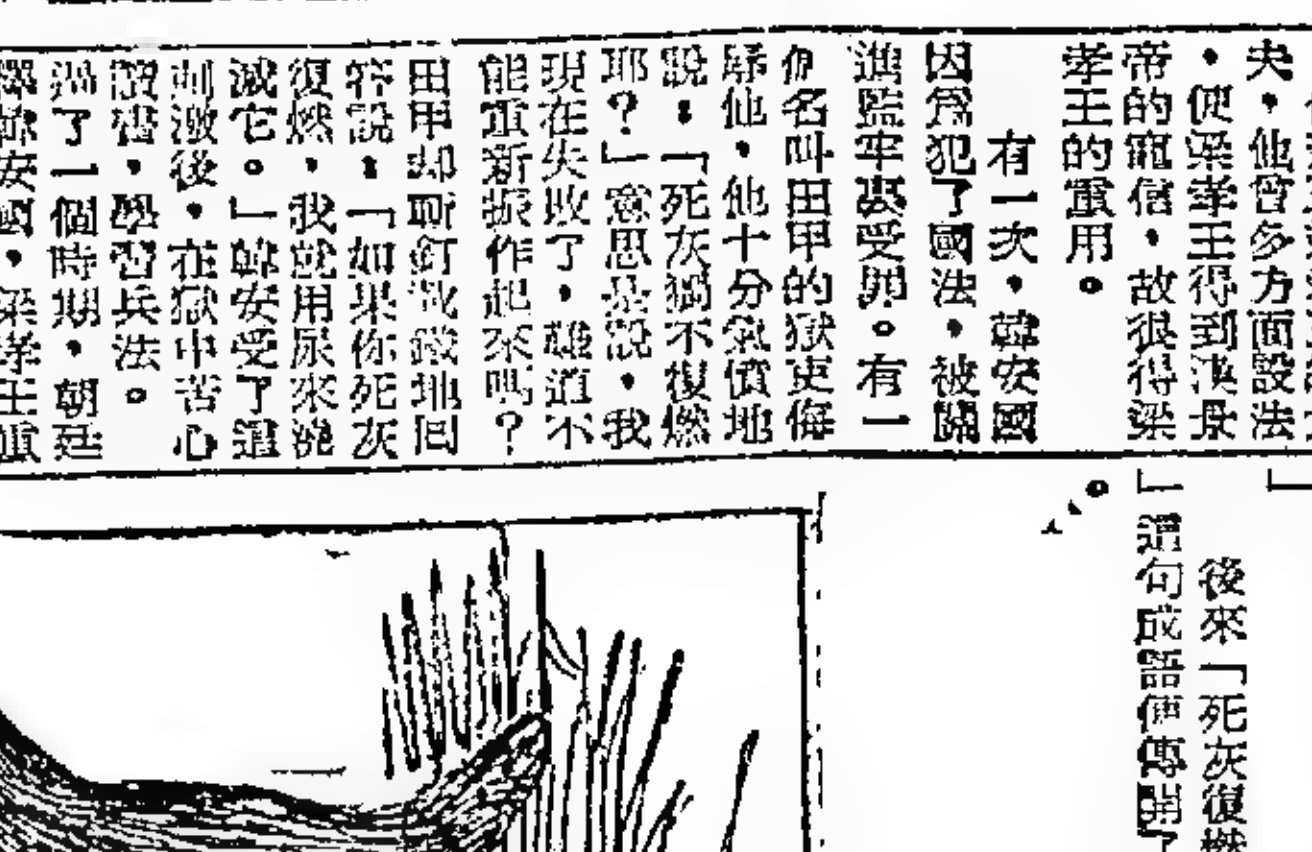 夫，他曾多方面設法
，使梁孝王得到漢景
帝的寵信，故很得梁
孝王的重用。
有一次，韓安國
因爲犯了國法，被關
進監牢裏受罪。有一
個名叫田甲的獄吏侮
辱他，他十分氣憤地
說：「死灰獨不復燃
耶？」意思是說，我
現在失敗了，難道不
能重新振作起來嗎？
田甲却斬釘截鐵地回
答說：「如果你死灰
復燃，我就用尿來澆
滅它。」韓安受了這
刺激後，在獄中苦心
讀書，學習兵法。
過了一個時期，朝廷
韓安國，梁孝王重
後來「死灰復燃
」這句成語便傳開了
。